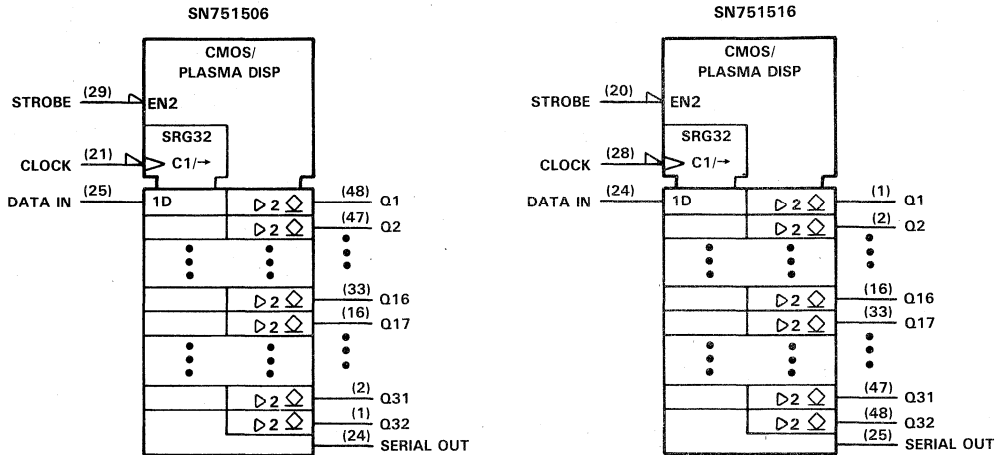 SN751506
CMOS/
PLASMA DISP
STROBE (29) EN2
SRG32
CLOCK (21) C1/→
DATA IN (25) 1D
▷2 (48) Q1
▷2 (47) Q2
▷2 (33) Q16
▷2 (16) Q17
▷2 (2) Q31
▷2 (1) Q32
(24) SERIAL OUT
SN751516
CMOS/
PLASMA DISP
STROBE (20) EN2
SRG32
CLOCK (28) C1/→
DATA IN (24) 1D
▷2 (1) Q1
▷2 (2) Q2
▷2 (16) Q16
▷2 (33) Q17
▷2 (47) Q31
▷2 (48) Q32
(25) SERIAL OUT